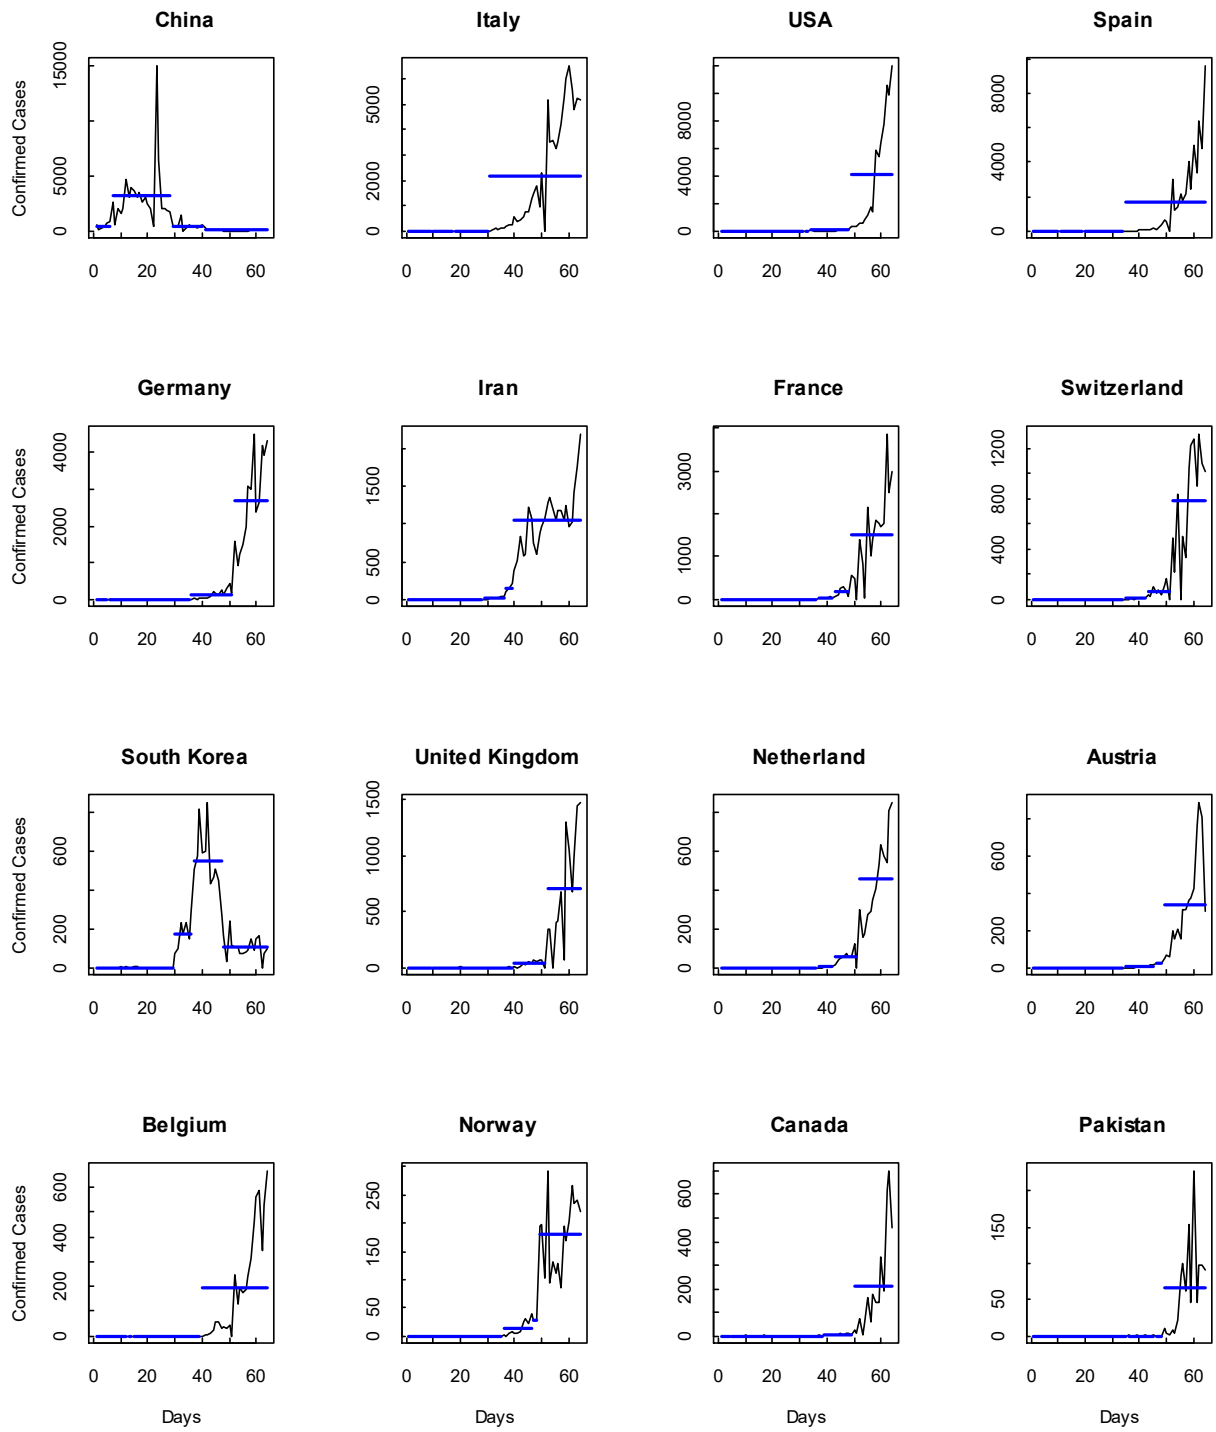 China
Confirmed Cases
0 5000 15000
0 20 40 60
Italy
0 2000 5000
0 20 40 60
USA
0 4000 8000
0 20 40 60
Spain
0 4000 8000
0 20 40 60
Germany
Confirmed Cases
0 2000 4000
0 20 40 60
Iran
0 500 1500
0 20 40 60
France
0 1000 3000
0 20 40 60
Switzerland
0 400 800 1200
0 20 40 60
South Korea
Confirmed Cases
0 200 600
0 20 40 60
United Kingdom
0 500 1000 1500
0 20 40 60
Netherland
0 200 600
0 20 40 60
Austria
0 200 600
0 20 40 60
Belgium
Confirmed Cases
0 200 400 600
0 20 40 60
Days
Norway
0 50 150 250
0 20 40 60
Days
Canada
0 200 400 600
0 20 40 60
Days
Pakistan
0 50 150
0 20 40 60
Days